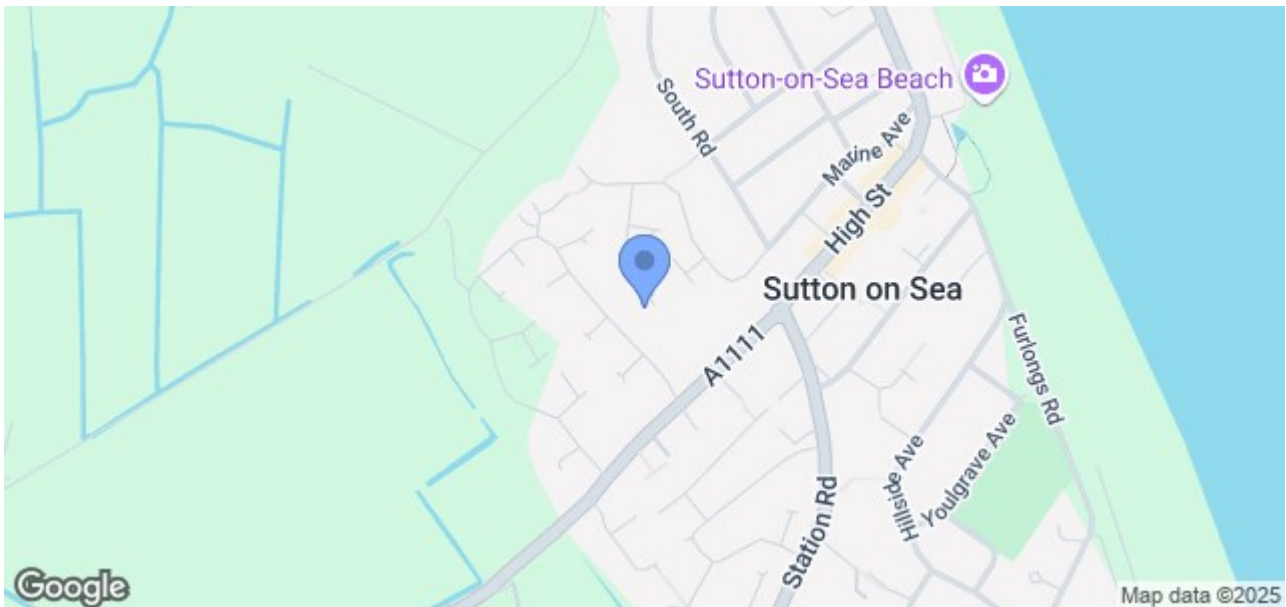 Sutton-on-Sea Beach
South Rd
Marine Ave
High St
Sutton on Sea
A1111
Furlongs Rd
Hillside Ave
Youlgrave Ave
Station Rd
Google
Map data ©2025